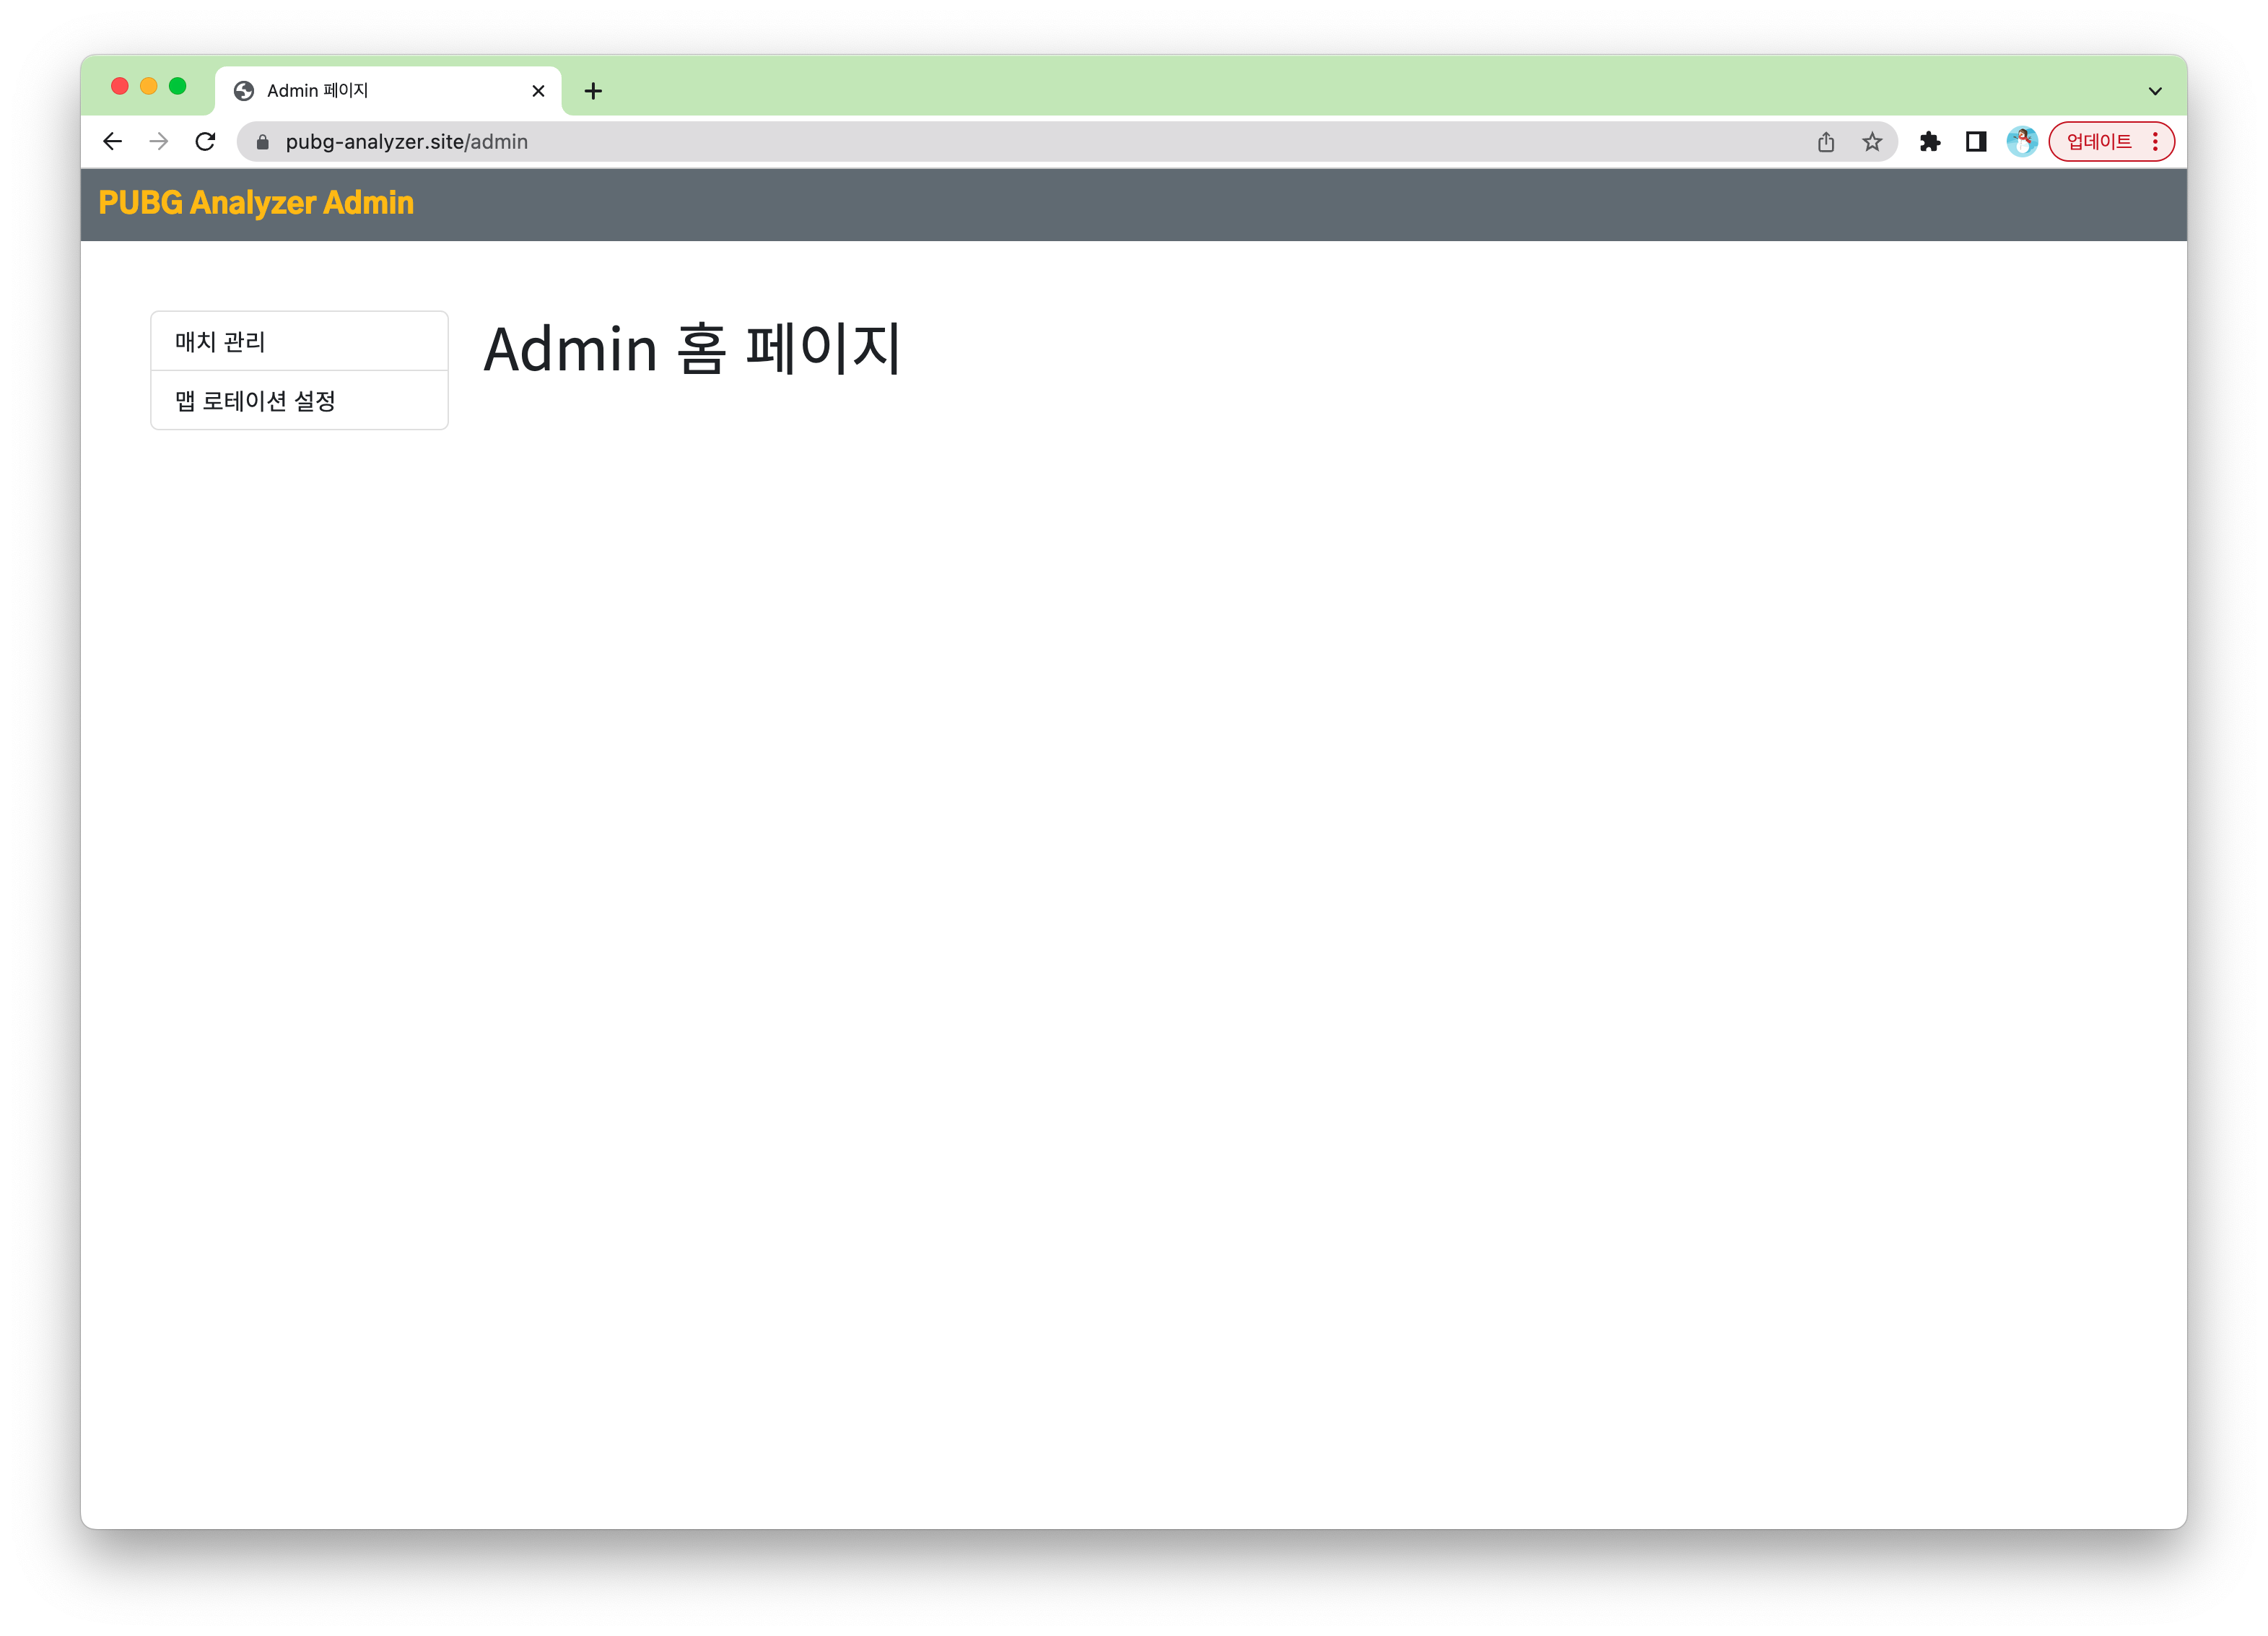 Admin 페이지
pubg-analyzer.site/admin
업데이트
PUBG Analyzer Admin
매치 관리
맵 로테이션 설정
Admin 홈 페이지